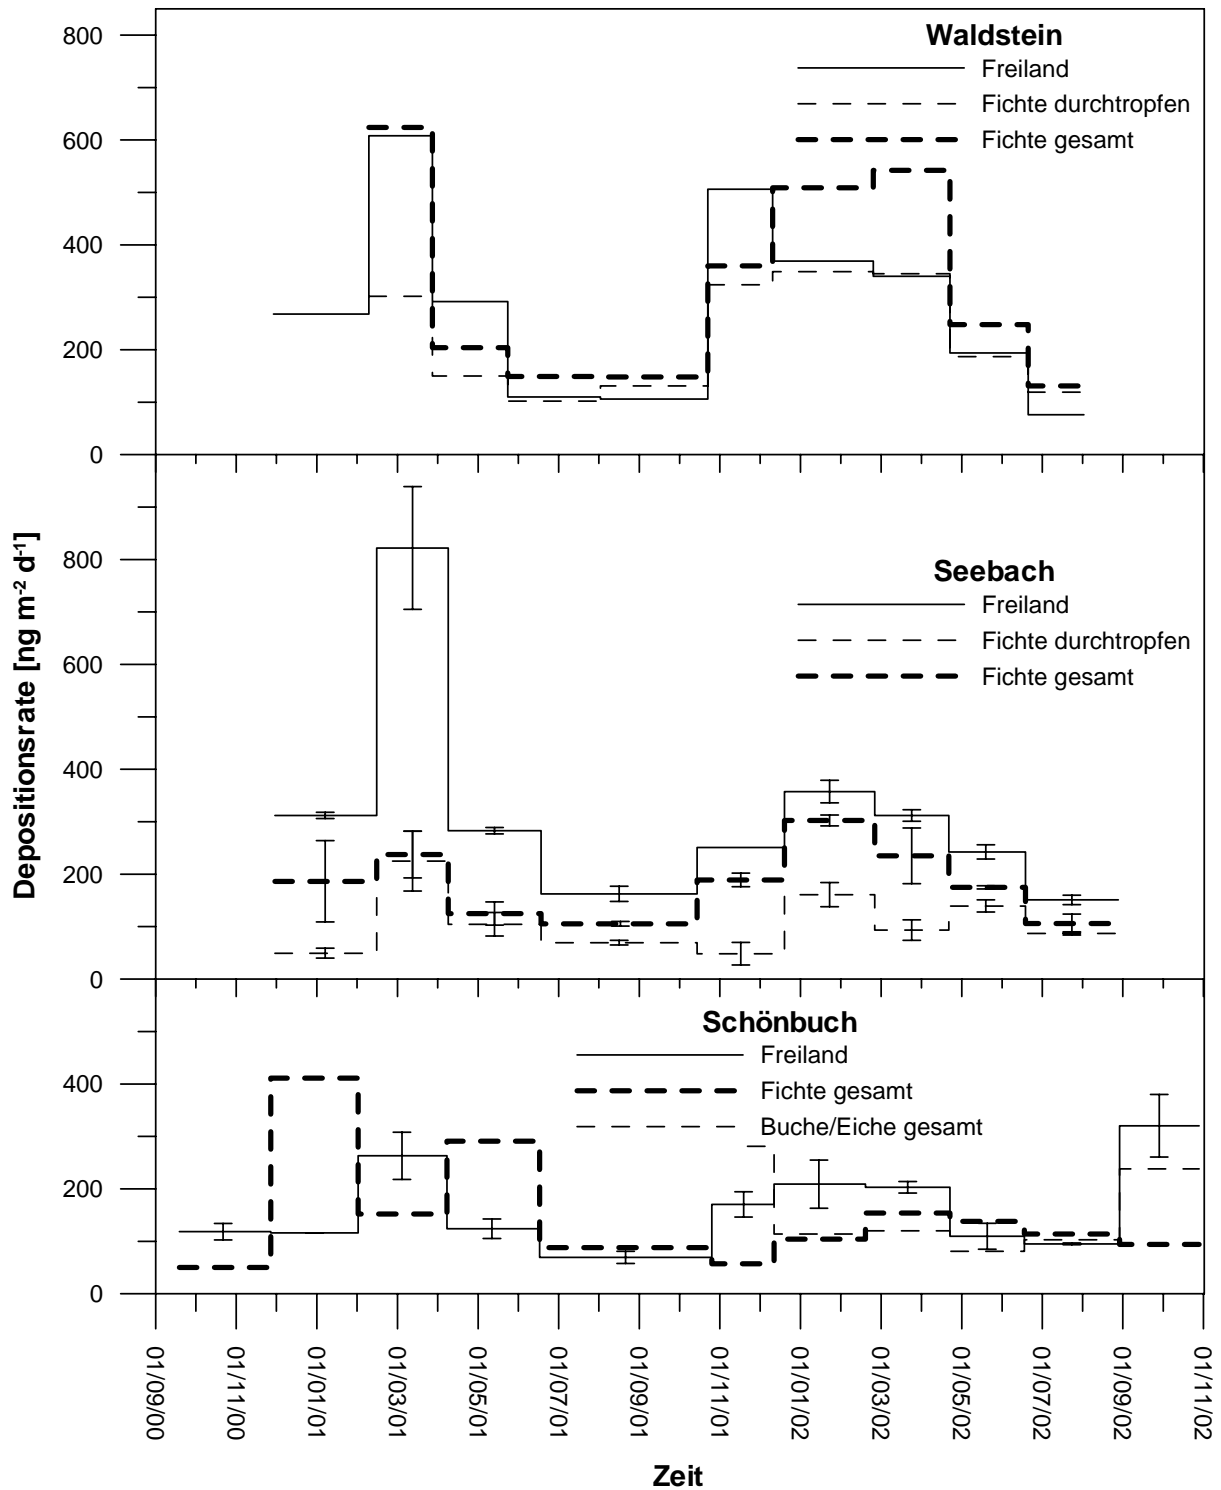 Waldstein
Freiland
Fichte durchtropfen
Fichte gesamt
800
600
400
200
0
Seebach
Freiland
Fichte durchtropfen
Fichte gesamt
800
600
400
200
0
Depositionsrate [ng m-2 d-1]
Schönbuch
Freiland
Fichte gesamt
Buche/Eiche gesamt
400
200
0
01/09/00
01/11/00
01/01/01
01/03/01
01/05/01
01/07/01
01/09/01
01/11/01
01/01/02
01/03/02
01/05/02
01/07/02
01/09/02
01/11/02
Zeit